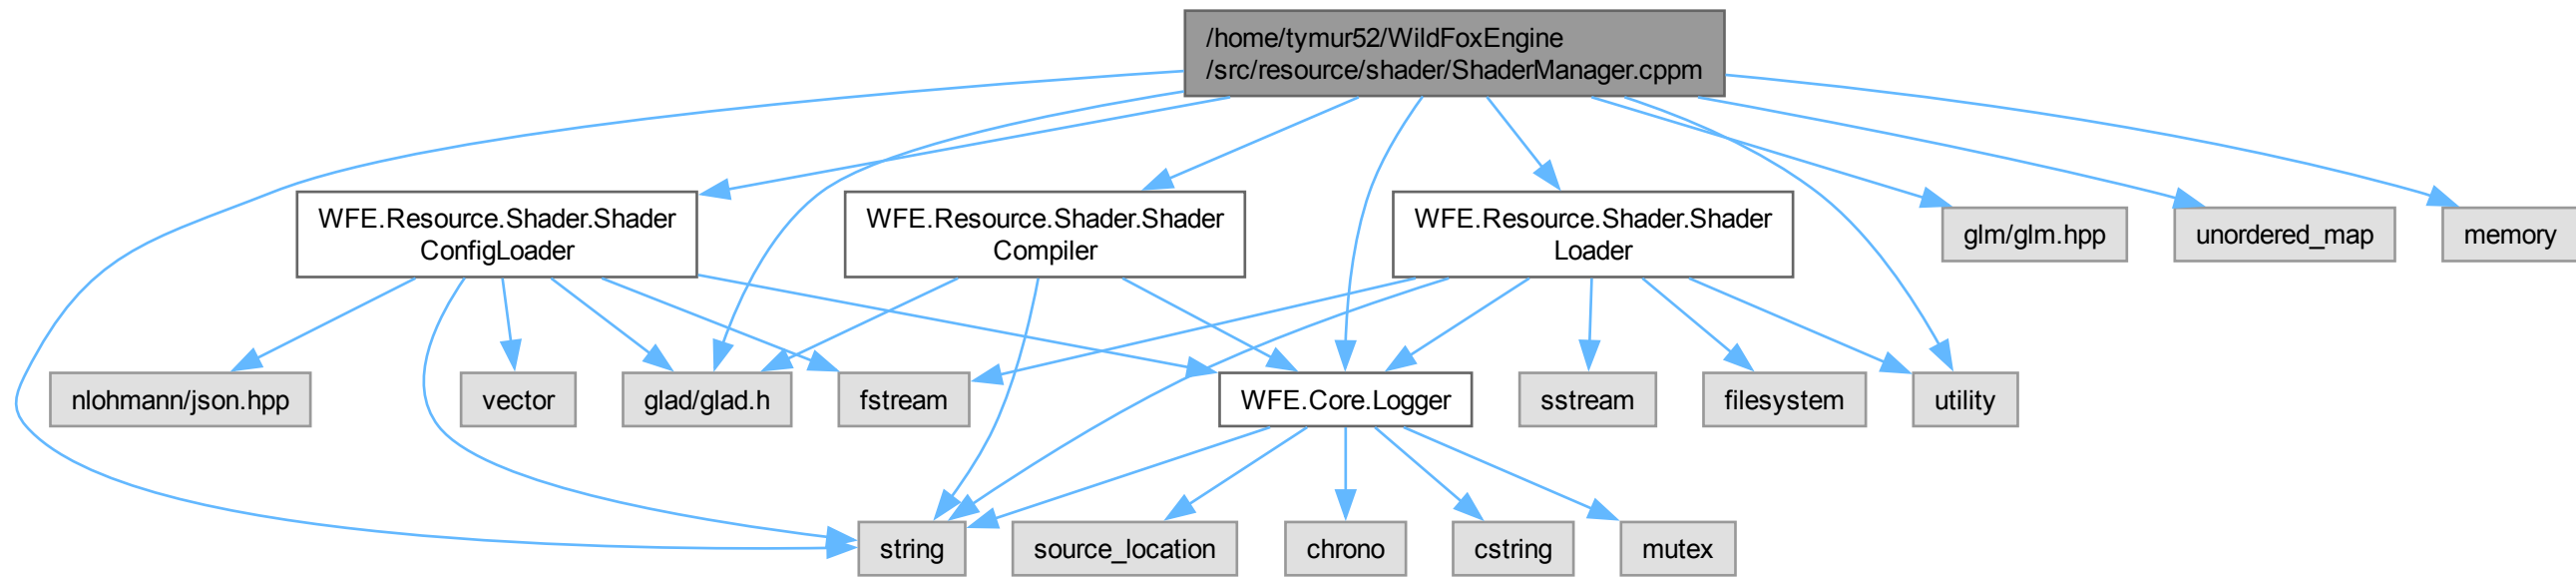 /home/tymur52/WildFoxEngine
/src/resource/shader/ShaderManager.cppm
WFE.Resource.Shader.Shader
ConfigLoader
WFE.Resource.Shader.Shader
Compiler
WFE.Resource.Shader.Shader
Loader
glm/glm.hpp
unordered_map
memory
nlohmann/json.hpp
vector
glad/glad.h
fstream
WFE.Core.Logger
sstream
filesystem
utility
string
source_location
chrono
cstring
mutex